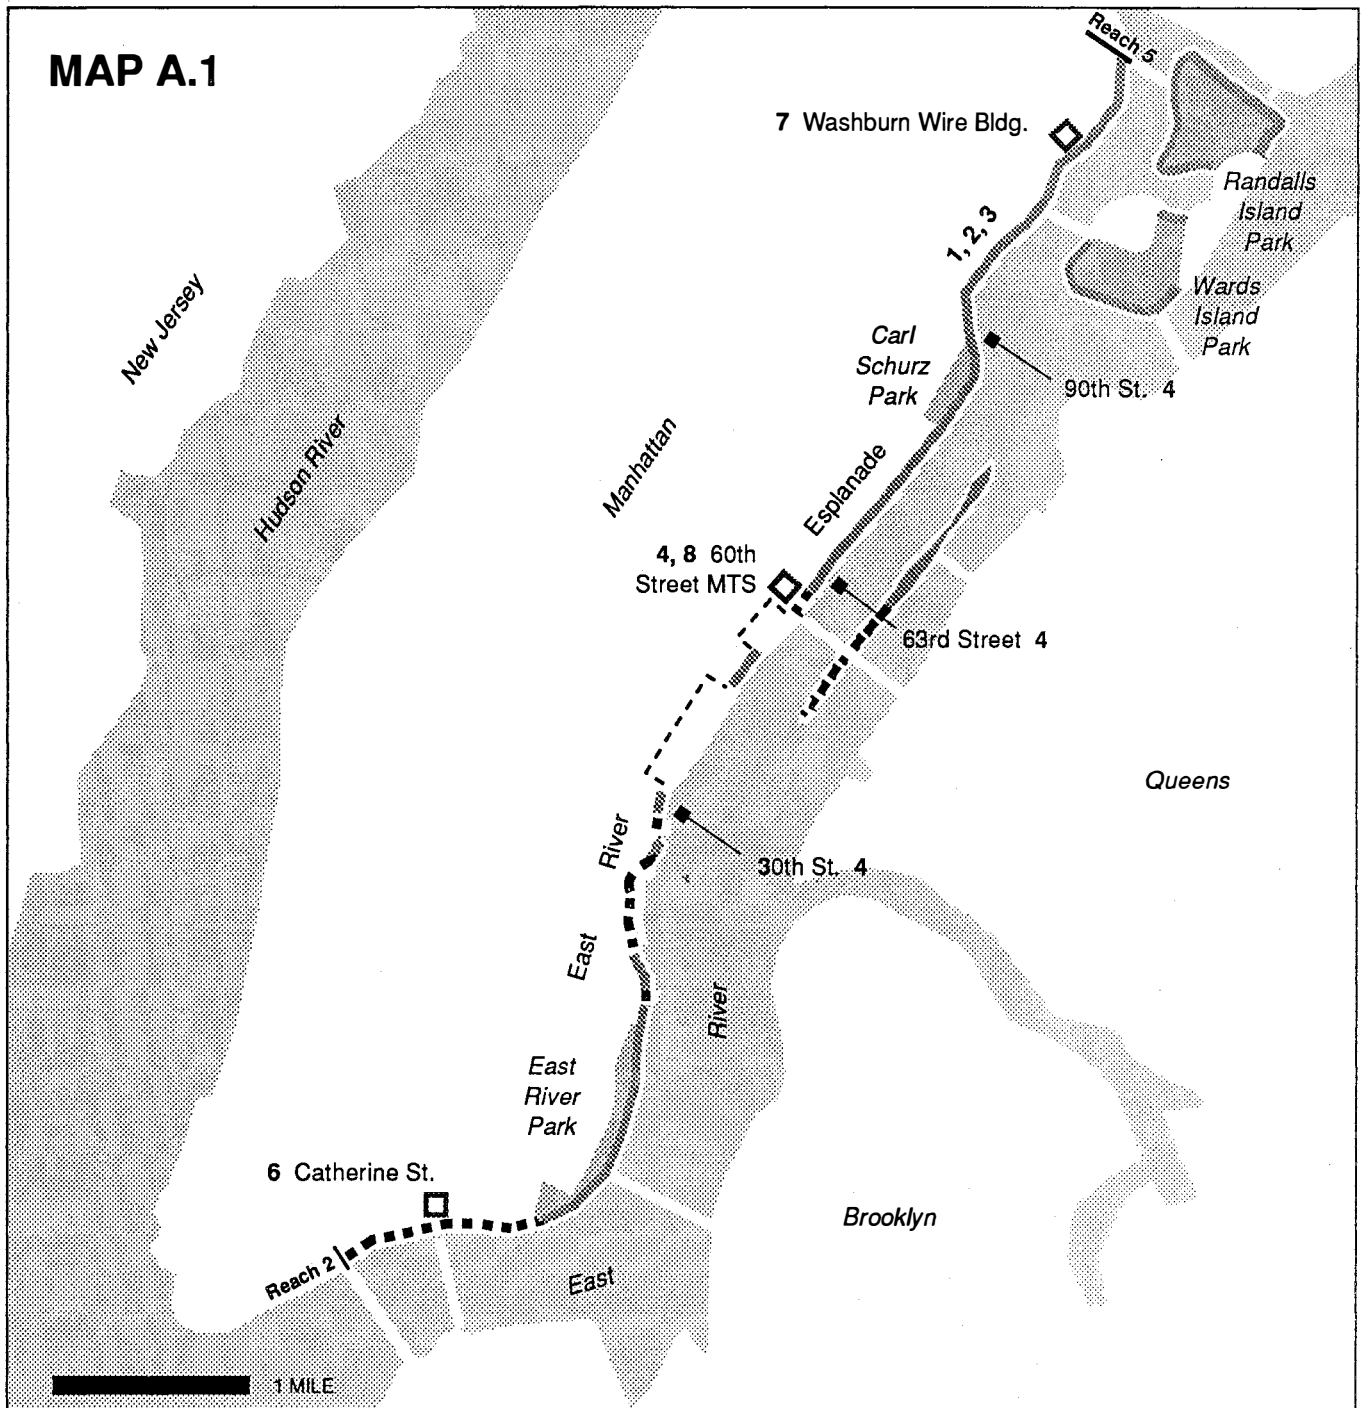 MAP A.1
Reach 5
7 Washburn Wire Bldg.
Randalls
Island
Park
1, 2, 3
Wards
Island
Park
New Jersey
Carl
Schurz
Park
90th St. 4
Hudson River
Manhattan
Esplanade
4, 8 60th
Street MTS
63rd Street 4
Queens
River
30th St. 4
East
River
East
River
Park
6 Catherine St.
Brooklyn
Reach 2
East
1 MILE